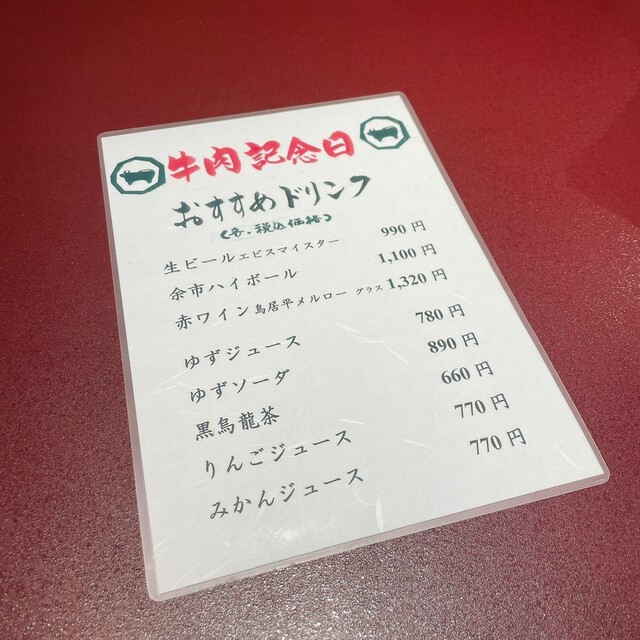 牛肉記念日
おすすめドリンク
(各・税込価格)
生ビール ヱビスマイスター 990円
余市ハイボール 1,100円
赤ワイン 鳥居平メルロー グラス 1,320円
ゆずジュース 780円
ゆずソーダ 890円
黒烏龍茶 660円
りんごジュース 770円
みかんジュース 770円